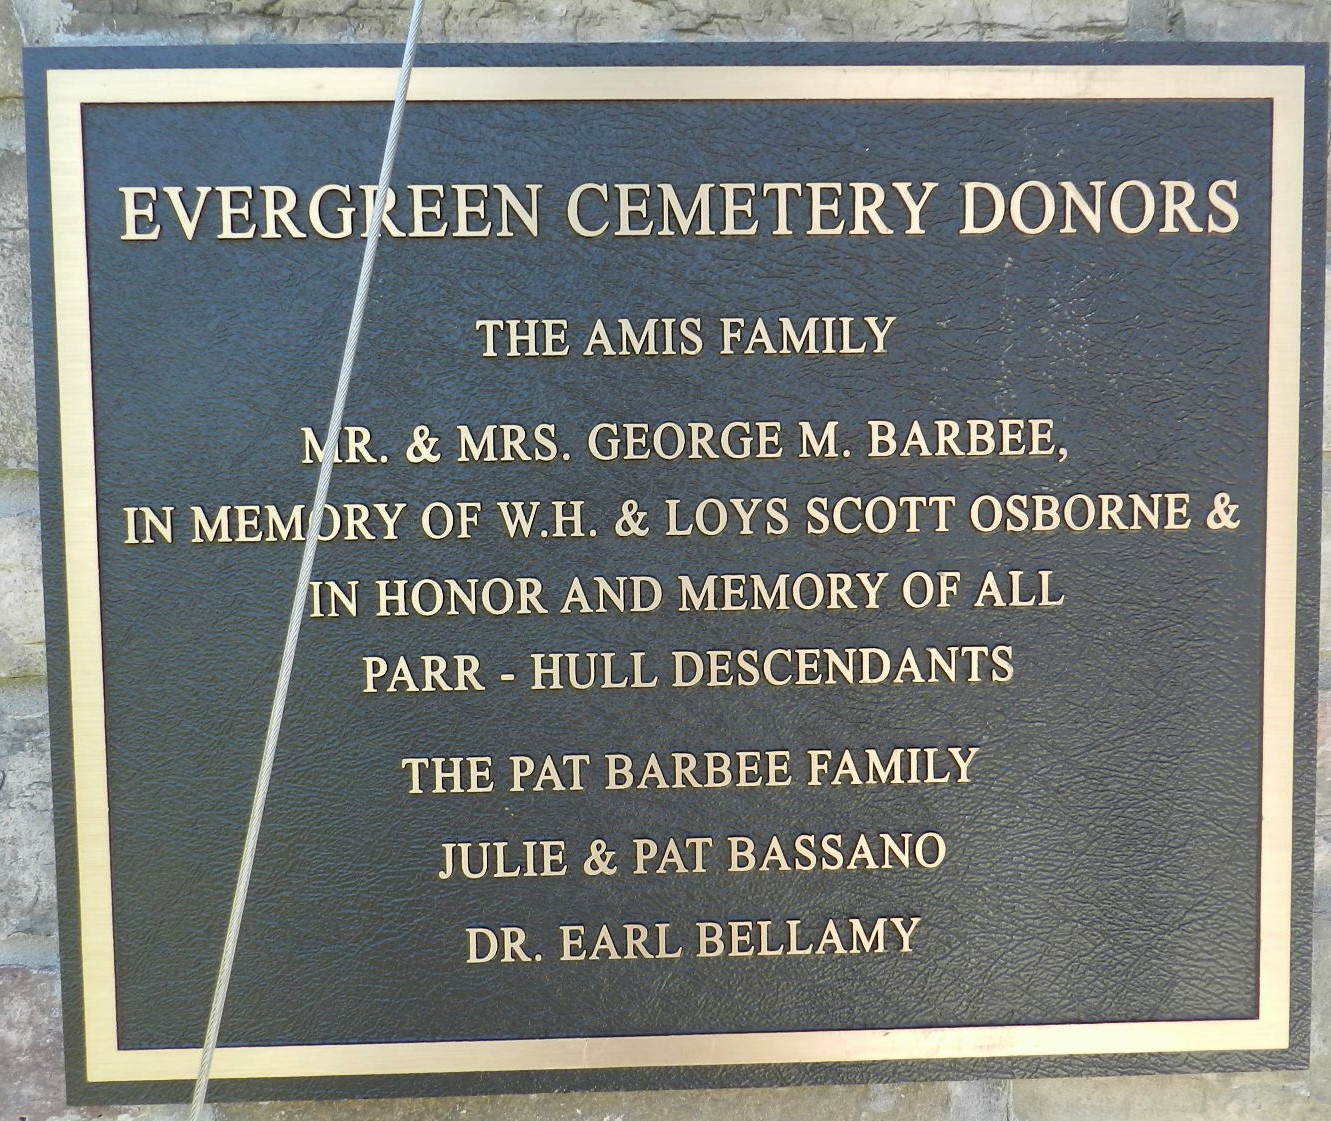 EVERGREEN CEMETERY DONORS
THE AMIS FAMILY
MR. & MRS. GEORGE M. BARBEE,
IN MEMORY OF W.H. & LOYS SCOTT OSBORNE &
IN HONOR AND MEMORY OF ALL
PARR - HULL DESCENDANTS
THE PAT BARBEE FAMILY
JULIE & PAT BASSANO
DR. EARL BELLAMY